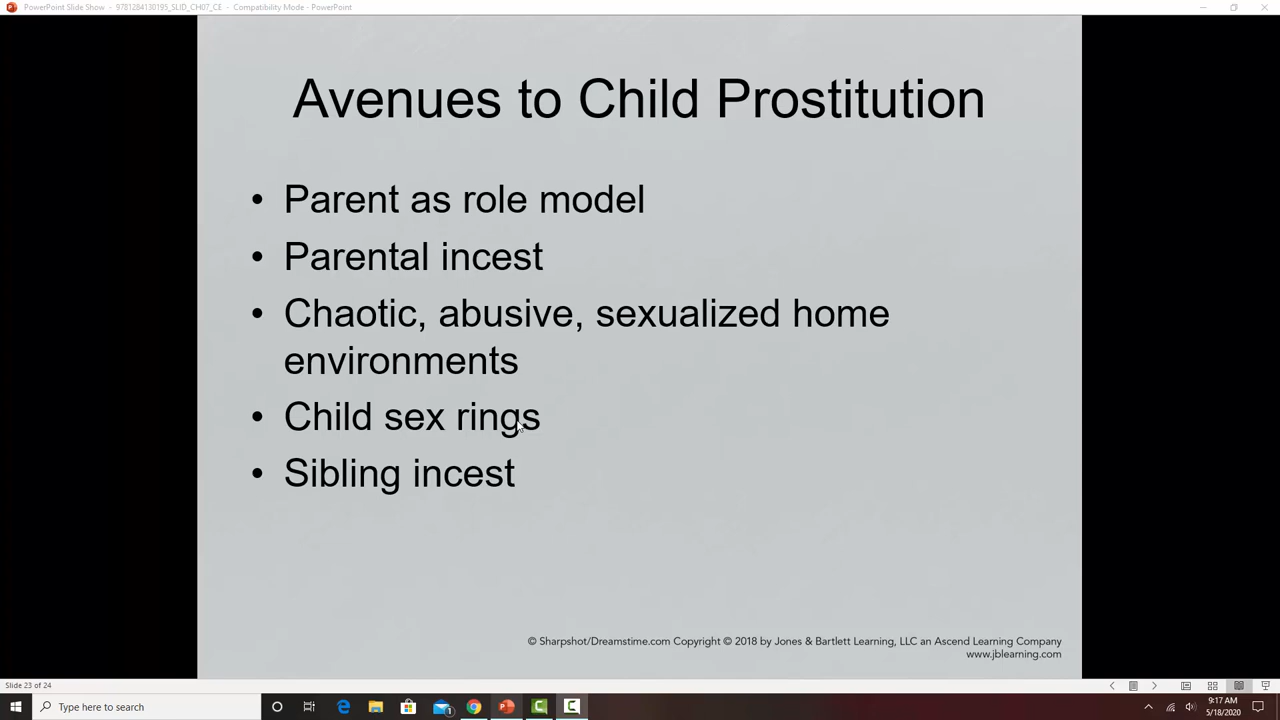 PowerPoint Slide Show - 9781284130195_SLID_CH07_CE - Compatibility Mode - PowerPoint
Avenues to Child Prostitution
• Parent as role model
• Parental incest
• Chaotic, abusive, sexualized home
environments
• Child sex rings
• Sibling incest
© Sharpshot/Dreamstime.com Copyright © 2018 by Jones & Bartlett Learning, LLC an Ascend Learning Company
www.jblearning.com
Slide 23 of 24
Type here to search
1
9:17 AM
5/18/2020